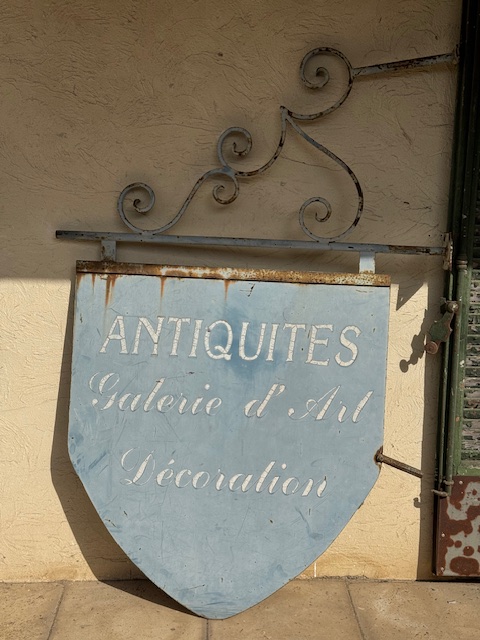 ANTIQUITES
Galerie d'Art
Décoration